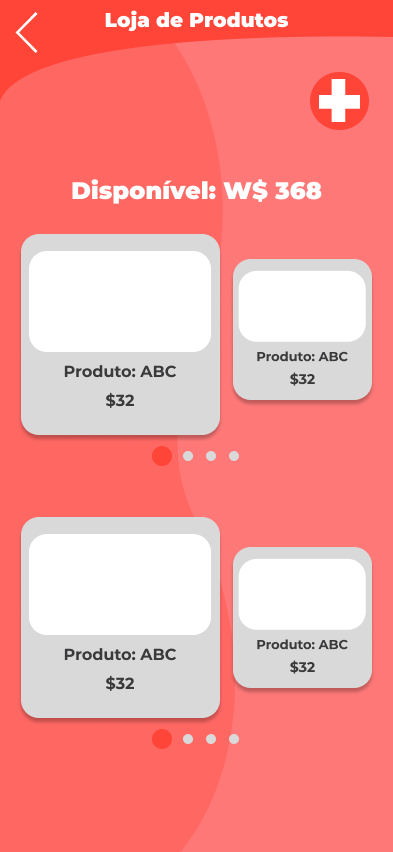 Loja de Produtos
Disponível: W$ 368
Produto: ABC
$32
Produto: ABC
$32
Produto: ABC
$32
Produto: ABC
$32